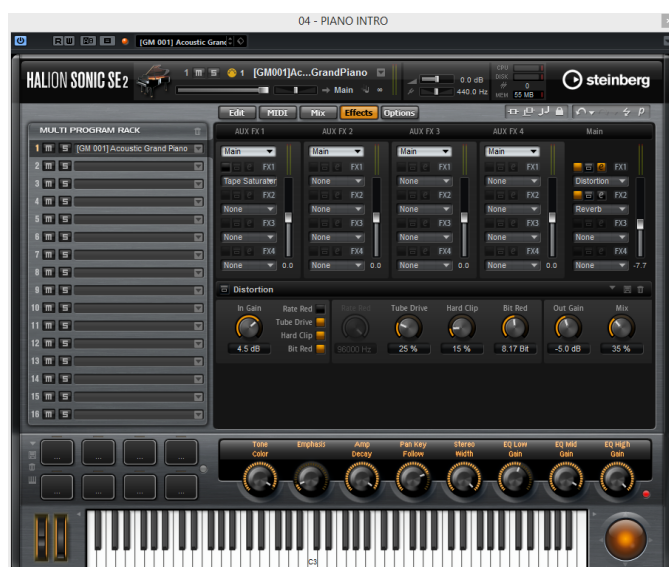 04 - PIANO INTRO
[GM 001] Acoustic Granc
HALION SONIC SE2
1 m S 1 [GM001]Ac...GrandPiano
→ Main ∞
0.0 dB
440.0 Hz
CPU
DISK
0
MEM 55 MB
steinberg
Edit MIDI Mix Effects Options
MULTI PROGRAM RACK
1 m S [GM 001] Acoustic Grand Piano
2 m S
3 m S
4 m S
5 m S
6 m S
7 m S
8 m S
9 m S
10 m S
11 m S
12 m S
13 m S
14 m S
15 m S
16 m S
AUX FX 1 AUX FX 2 AUX FX 3 AUX FX 4 Main
Main Main Main Main
FX1 FX1 FX1 FX1 FX1
Tape Saturator None None None Distortion
FX2 FX2 FX2 FX2 FX2
None None None None Reverb
FX3 FX3 FX3 FX3 FX3
None None None None None
FX4 FX4 FX4 FX4 FX4
None 0.0 None 0.0 None 0.0 None 0.0 None -7.7
Distortion
In Gain
4.5 dB
Rate Red
Tube Drive
Hard Clip
Bit Red
Rate Red Tube Drive Hard Clip Bit Red Out Gain Mix
96000 Hz 25 % 15 % 8.17 Bit -5.0 dB 35 %
... ... ... ...
... ... ... ...
Tone Color
Emphasis
Amp Decay
Pan Key Follow
Stereo Width
EQ Low Gain
EQ Mid Gain
EQ High Gain
C3